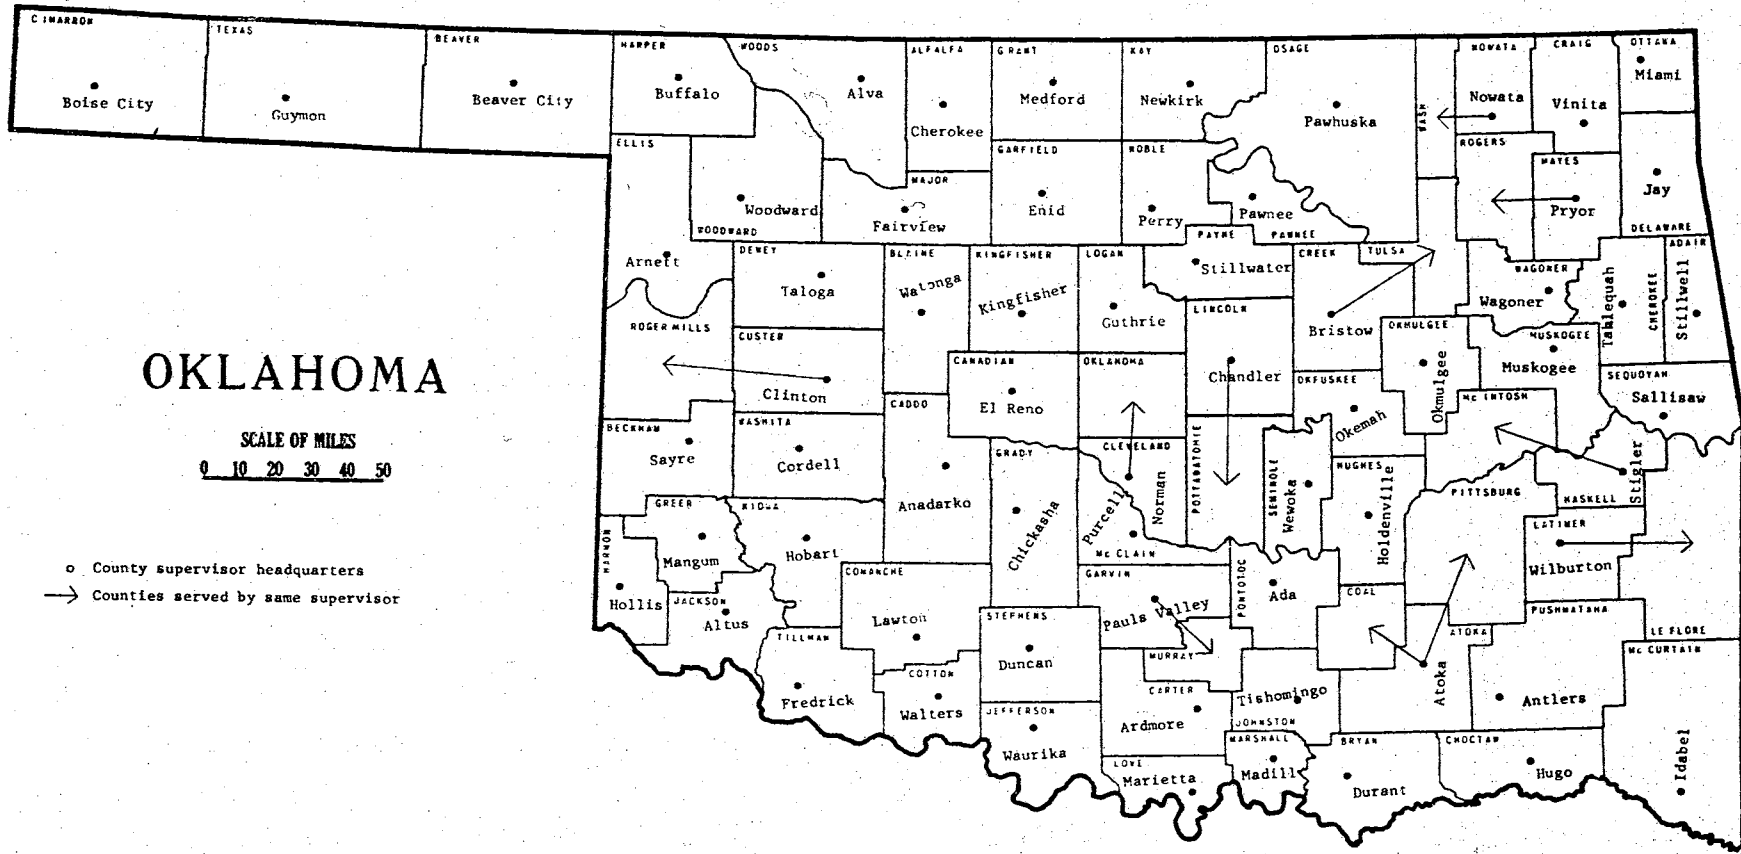 CIMARRON
TEXAS
BEAVER
HARPER
WOODS
ALFALFA
GRANT
KAY
OSAGE
WASH
NOWATA
CRAIG
OTTAWA
Boise City
Guymon
Beaver City
Buffalo
Alva
Cherokee
Medford
Newkirk
Pawhuska
Nowata
Vinita
Miami
ELLIS
WOODWARD
Woodward
MAJOR
Fairview
GARFIELD
Enid
NOBLE
Perry
Pawnee
PAWNEE
ROGERS
MAYES
Pryor
Jay
DELAWARE
Arnett
DEWEY
Taloga
BLAINE
Watonga
KINGFISHER
Kingfisher
LOGAN
Guthrie
PAYNE
Stillwater
CREEK
Bristow
TULSA
WAGONER
Wagoner
Tahlequah
CHEROKEE
ADAIR
Stillwell
ROGER MILLS
CUSTER
Clinton
CANADIAN
El Reno
OKLAHOMA
LINCOLN
Chandler
OKMULGEE
Okmulgee
MUSKOGEE
Muskogee
SEQUOYAH
Sallisaw
OKLAHOMA
SCALE OF MILES
0 10 20 30 40 50
BECKHAM
Sayre
WASHITA
Cordell
CADDO
Anadarko
GRADY
Chickasha
CLEVELAND
Norman
Purcell
Mc CLAIN
POTTAWATOMIE
SEMINOLE
Wewoka
OKFUSKEE
Okemah
HUGHES
Holdenville
Mc INTOSH
PITTSBURG
Stigler
HASKELL
LATIMER
Wilburton
HARMON
Hollis
GREER
Mangum
KIOWA
Hobart
JACKSON
Altus
TILLMAN
Fredrick
COMANCHE
Lawton
COTTON
Walters
STEPHENS
Duncan
JEFFERSON
Waurika
GARVIN
Pauls Valley
MURRAY
CARTER
Ardmore
LOVE
Marietta
PONTOTOC
Ada
COAL
Tishomingo
JOHNSTON
MARSHALL
Madill
ATOKA
Atoka
BRYAN
Durant
PUSHMATAHA
Antlers
CHOCTAW
Hugo
LE FLORE
Mc CURTAIN
Idabel
o County supervisor headquarters
→ Counties served by same supervisor